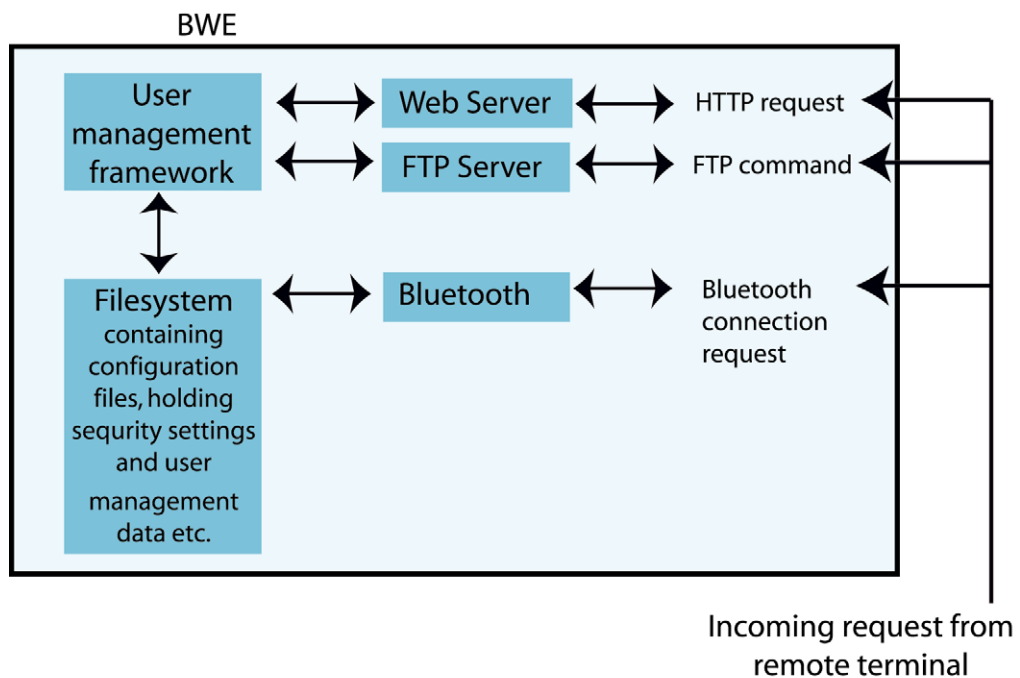 BWE
User
management
framework
Web Server
HTTP request
FTP Server
FTP command
Filesystem
containing
configuration
files, holding
sequrity settings
and user
management
data etc.
Bluetooth
Bluetooth
connection
request
Incoming request from
remote terminal